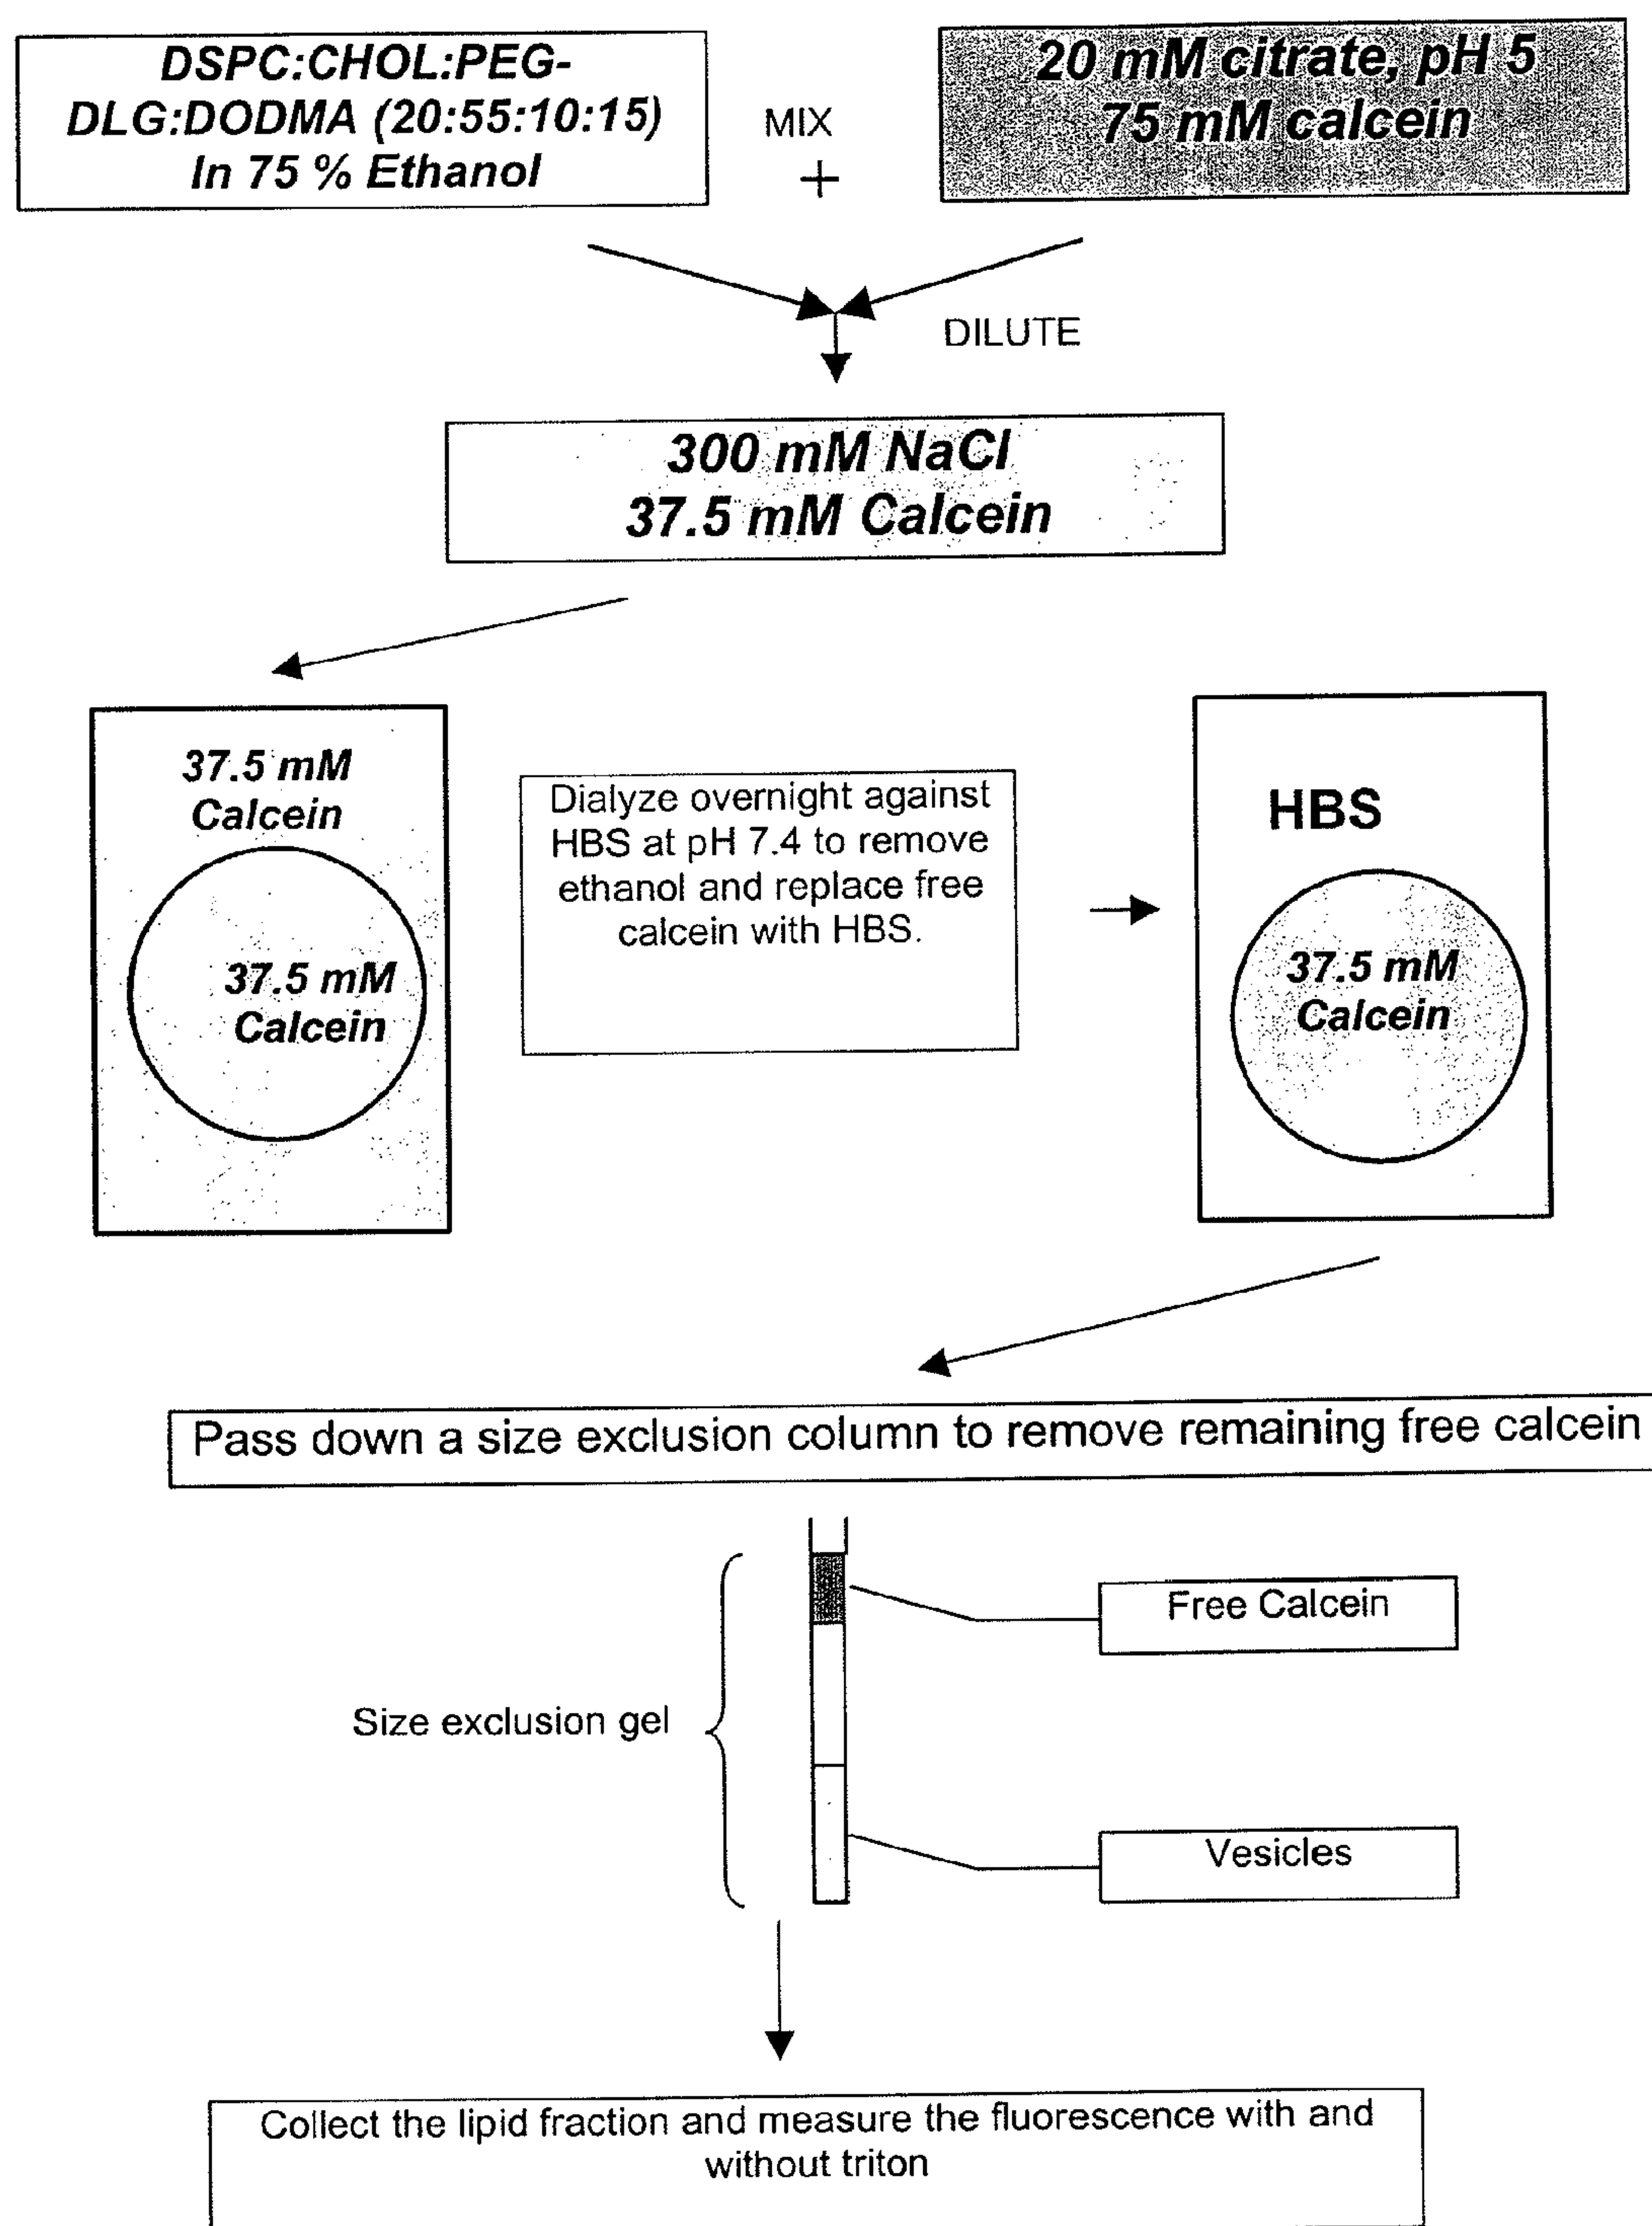 DSPC:CHOL:PEG-
DLG:DODMA (20:55:10:15)
In 75 % Ethanol
MIX
+
20 mM citrate, pH 5
75 mM calcein
DILUTE
300 mM NaCl
37.5 mM Calcein
37.5 mM
Calcein
37.5 mM
Calcein
Dialyze overnight against
HBS at pH 7.4 to remove
ethanol and replace free
calcein with HBS.
HBS
37.5 mM
Calcein
Pass down a size exclusion column to remove remaining free calcein
Free Calcein
Size exclusion gel
Vesicles
Collect the lipid fraction and measure the fluorescence with and
without triton